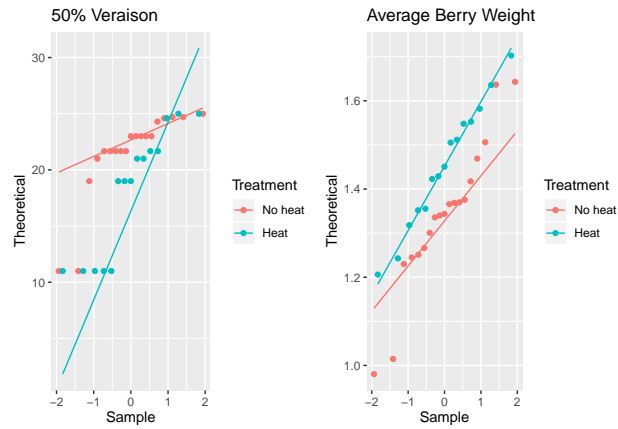 50% Veraison
30
20
10
Theoretical
−2 −1 0 1 2
Sample
Treatment
No heat
Heat
Average Berry Weight
1.6
1.4
1.2
1.0
Theoretical
−2 −1 0 1 2
Sample
Treatment
No heat
Heat